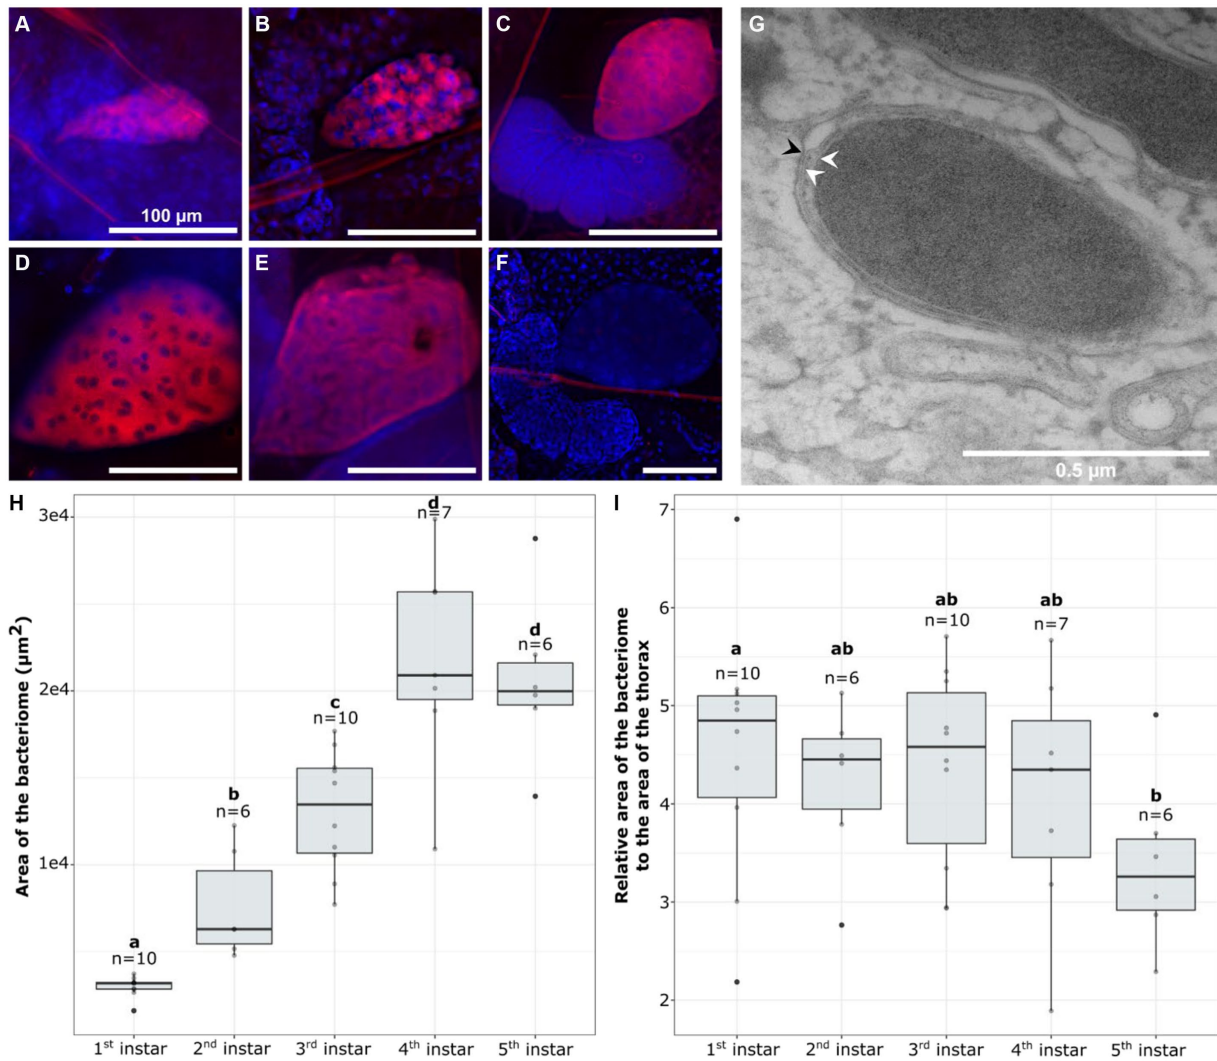 A
B
C
G
100 µm
D
E
F
0.5 µm
H
Area of the bacteriome (µm²)
3e4
2e4
1e4
a
n=10
b
n=6
c
n=10
d
n=7
d
n=6
1st instar
2nd instar
3rd instar
4th instar
5th instar
I
Relative area of the bacteriome
to the area of the thorax
7
6
5
4
3
2
a
n=10
ab
n=6
ab
n=10
ab
n=7
b
n=6
1st instar
2nd instar
3rd instar
4th instar
5th instar